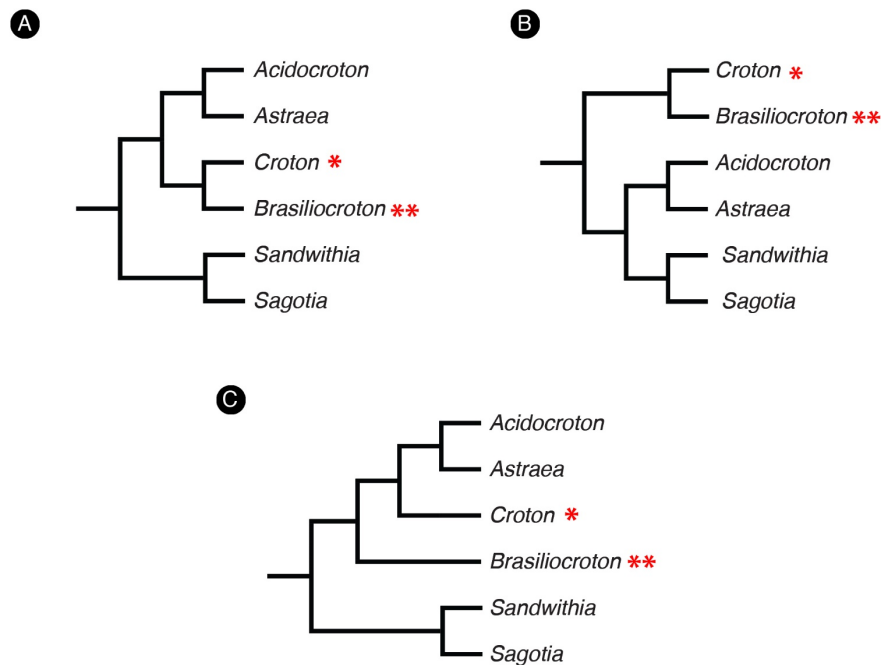 A
Acidocroton
Astraea
Croton *
Brasiliocroton **
Sandwithia
Sagotia
B
Croton *
Brasiliocroton **
Acidocroton
Astraea
Sandwithia
Sagotia
C
Acidocroton
Astraea
Croton *
Brasiliocroton **
Sandwithia
Sagotia